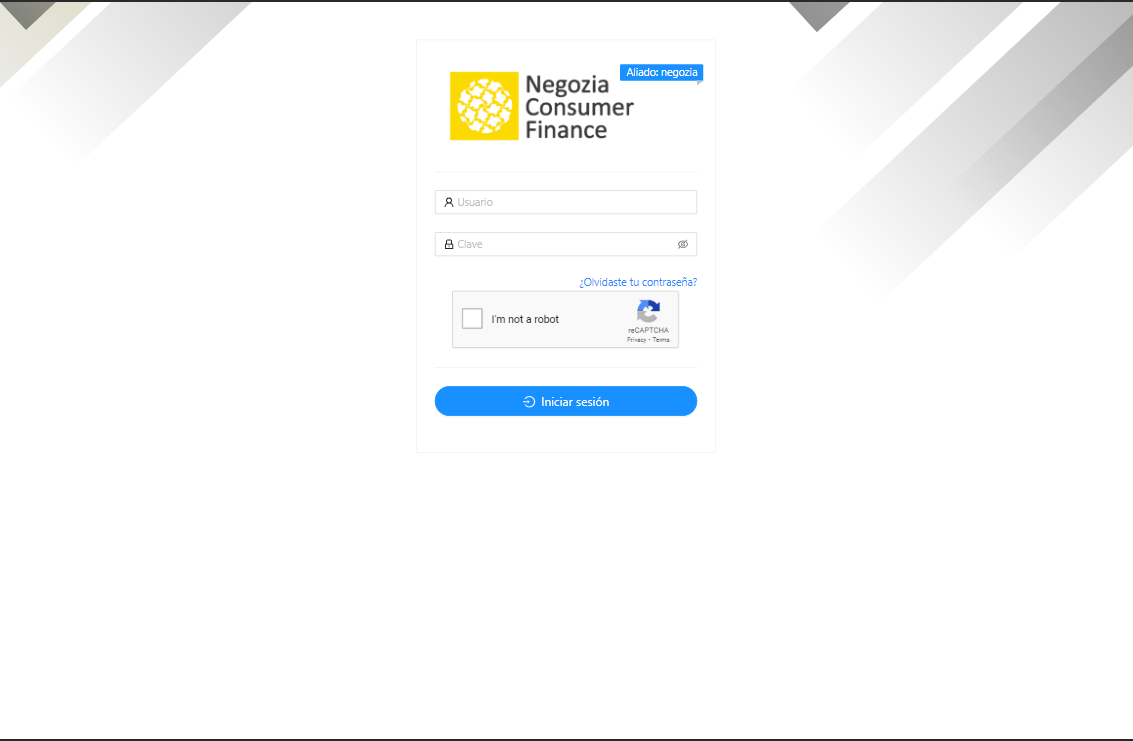 Aliado: negozia
Negozia
Consumer
Finance
Usuario
Clave
¿Olvidaste tu contraseña?
I'm not a robot
reCAPTCHA
Privacy - Terms
Iniciar sesión